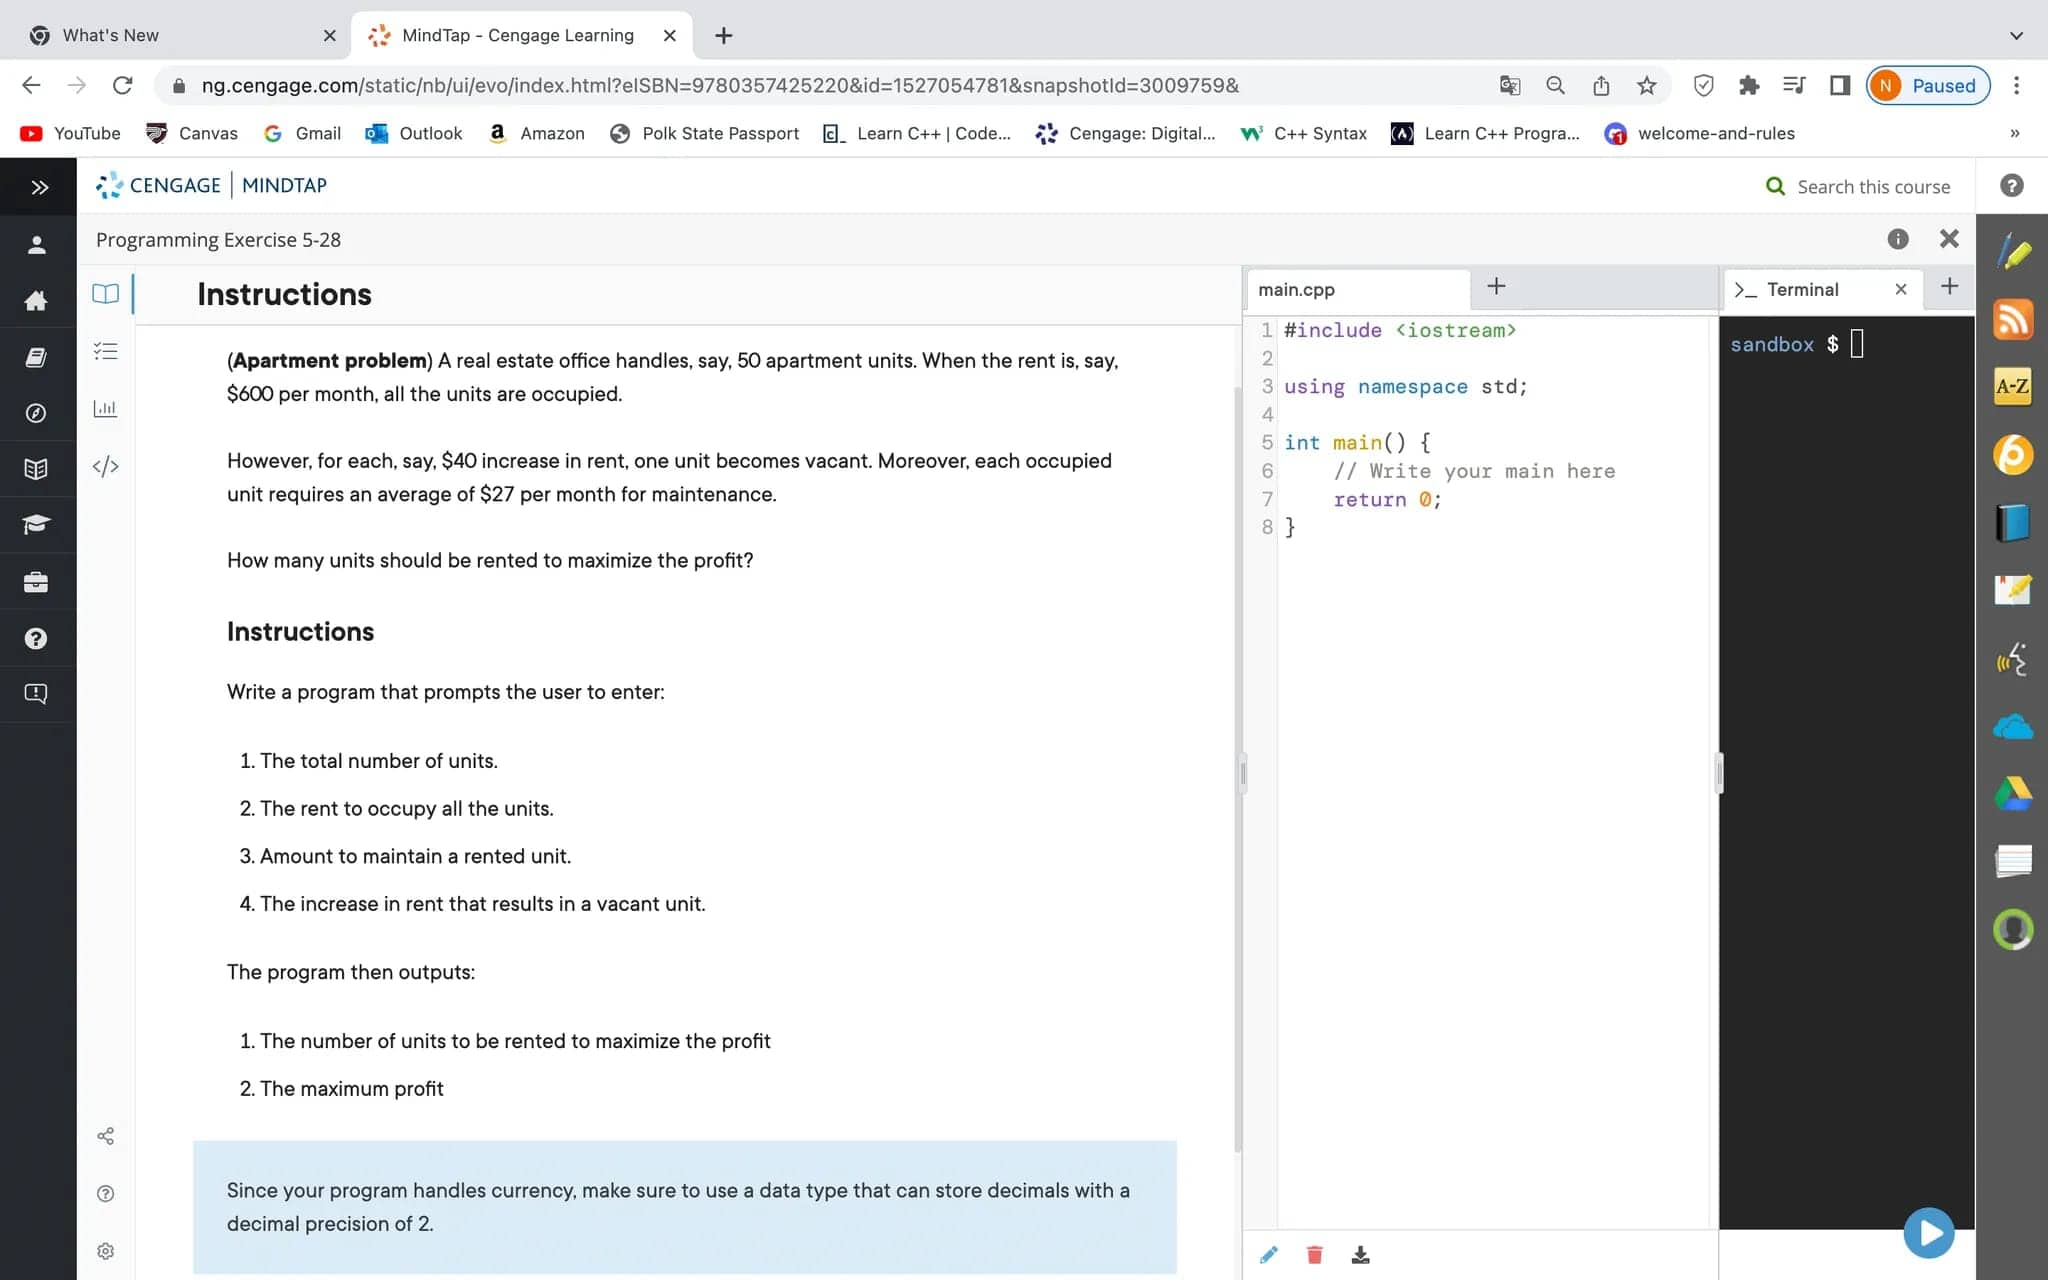 What's New
MindTap - Cengage Learning
ng.cengage.com/static/nb/ui/evo/index.html?eISBN=9780357425220&id=1527054781&snapshotId=3009759&
N Paused
YouTube Canvas Gmail Outlook Amazon Polk State Passport Learn C++ | Code... Cengage: Digital... C++ Syntax Learn C++ Progra... welcome-and-rules »
CENGAGE | MINDTAP
Search this course
Programming Exercise 5-28
Instructions
(Apartment problem) A real estate office handles, say, 50 apartment units. When the rent is, say,
$600 per month, all the units are occupied.
However, for each, say, $40 increase in rent, one unit becomes vacant. Moreover, each occupied
unit requires an average of $27 per month for maintenance.
How many units should be rented to maximize the profit?
Instructions
Write a program that prompts the user to enter:
1. The total number of units.
2. The rent to occupy all the units.
3. Amount to maintain a rented unit.
4. The increase in rent that results in a vacant unit.
The program then outputs:
1. The number of units to be rented to maximize the profit
2. The maximum profit
Since your program handles currency, make sure to use a data type that can store decimals with a
decimal precision of 2.
main.cpp
1 #include <iostream>
2
3 using namespace std;
4
5 int main() {
6 // Write your main here
7 return 0;
8 }
>_ Terminal
sandbox $
A-Z